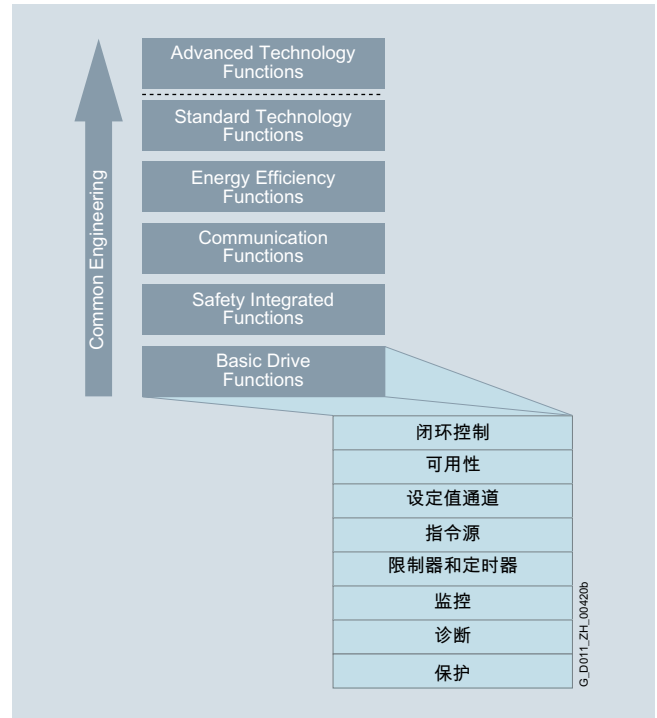 Advanced Technology
Functions
Standard Technology
Functions
Energy Efficiency
Functions
Communication
Functions
Safety Integrated
Functions
Basic Drive
Functions
Common Engineering
闭环控制
可用性
设定值通道
指令源
限制器和定时器
监控
诊断
保护
G_D011_ZH_00420b